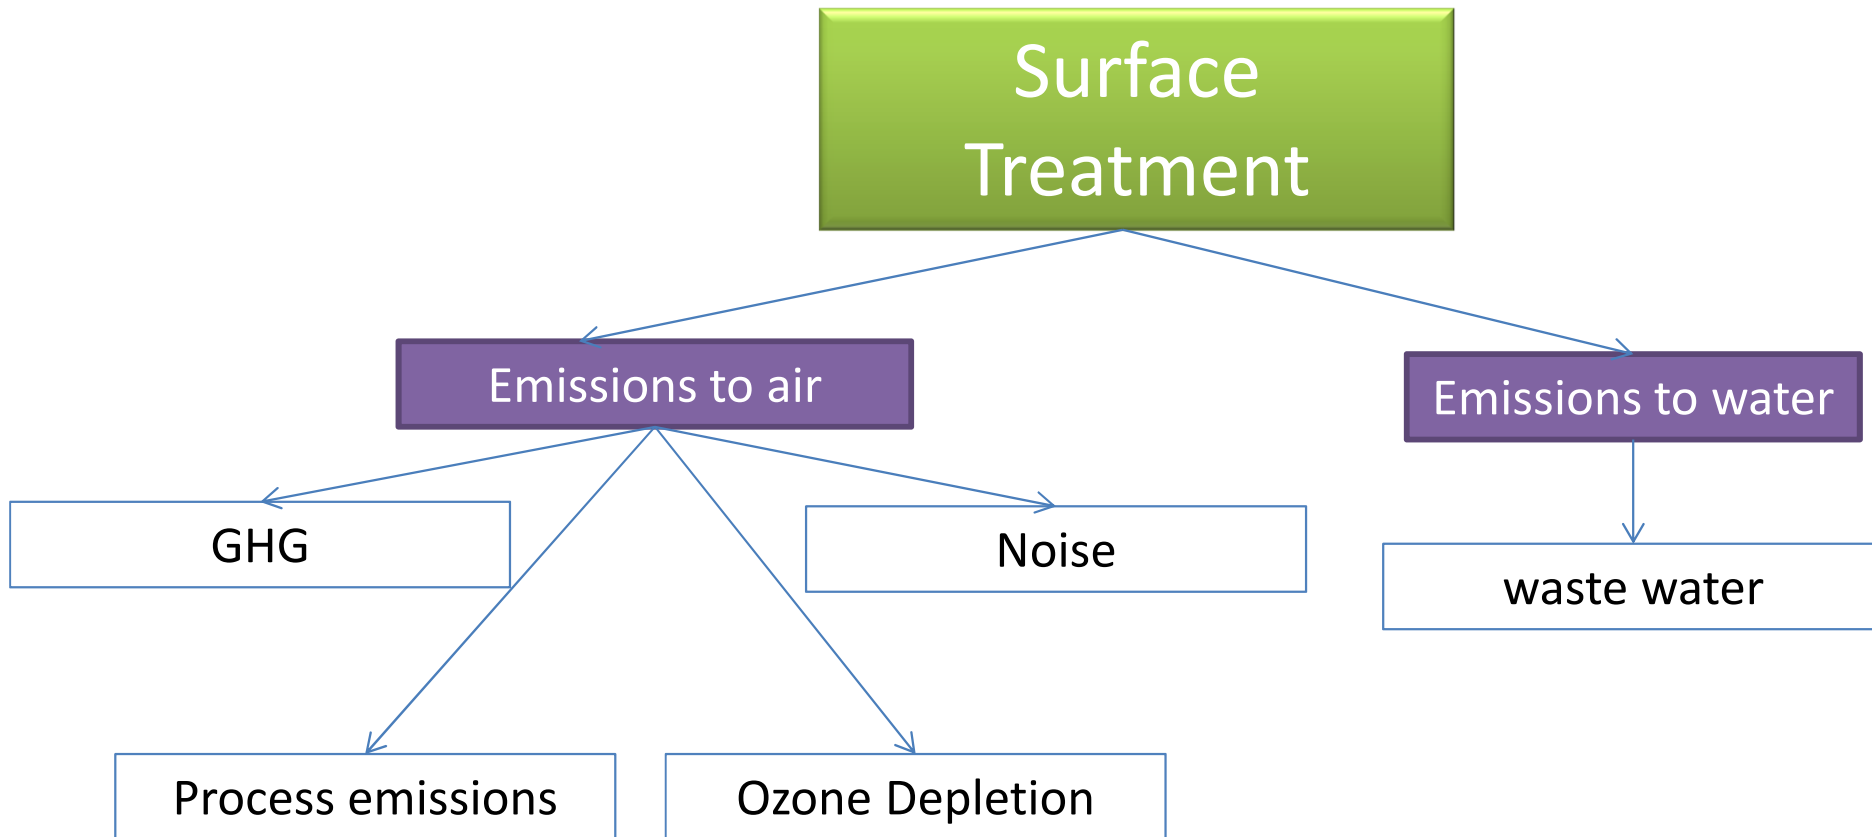 Surface
Treatment
Emissions to air
Emissions to water
GHG
Noise
waste water
Process emissions
Ozone Depletion